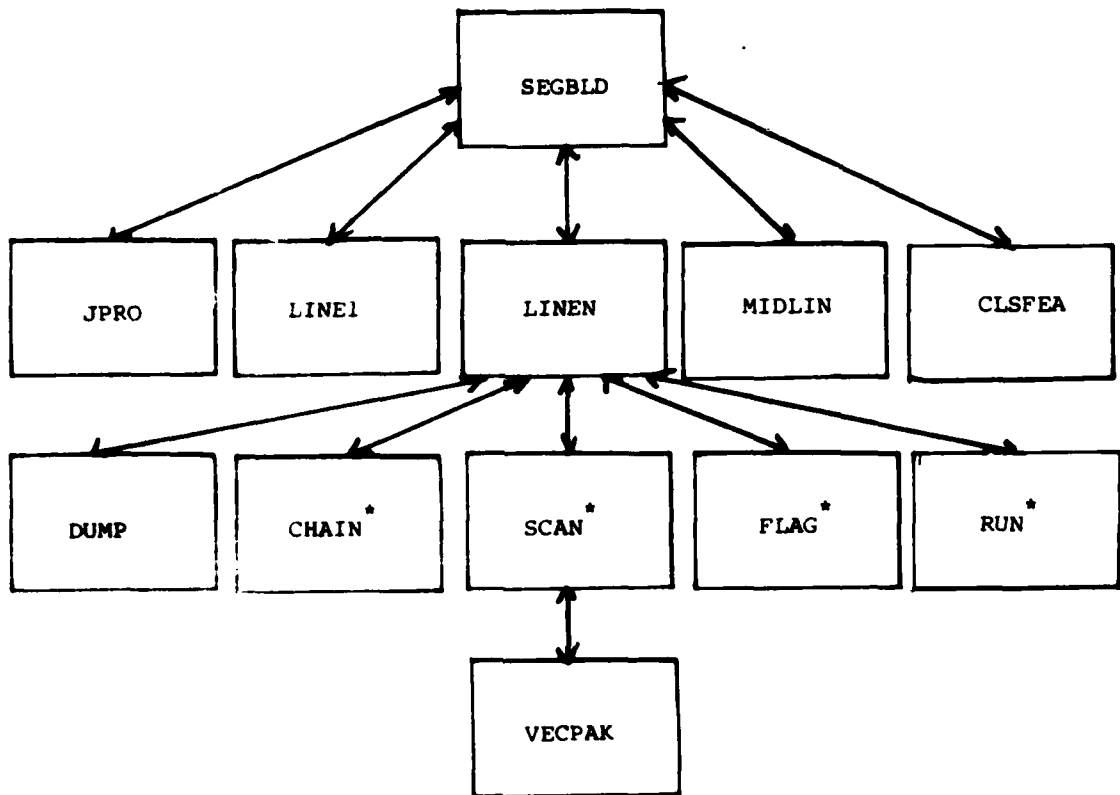 SEGBLD
JPRO
LINE1
LINEN
MIDLIN
CLSFEA
DUMP
CHAIN*
SCAN*
FLAG*
RUN*
VECPAK